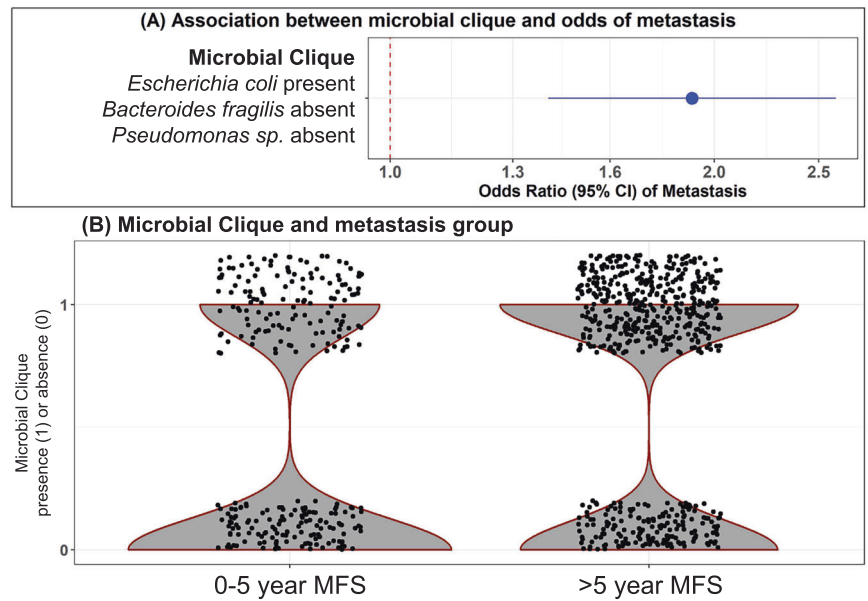 (A) Association between microbial clique and odds of metastasis
Microbial Clique
Escherichia coli present
Bacteroides fragilis absent
Pseudomonas sp. absent
1.0 1.3 1.6 2.0 2.5
Odds Ratio (95% CI) of Metastasis
(B) Microbial Clique and metastasis group
Microbial Clique
presence (1) or absence (0)
1
0
0-5 year MFS >5 year MFS